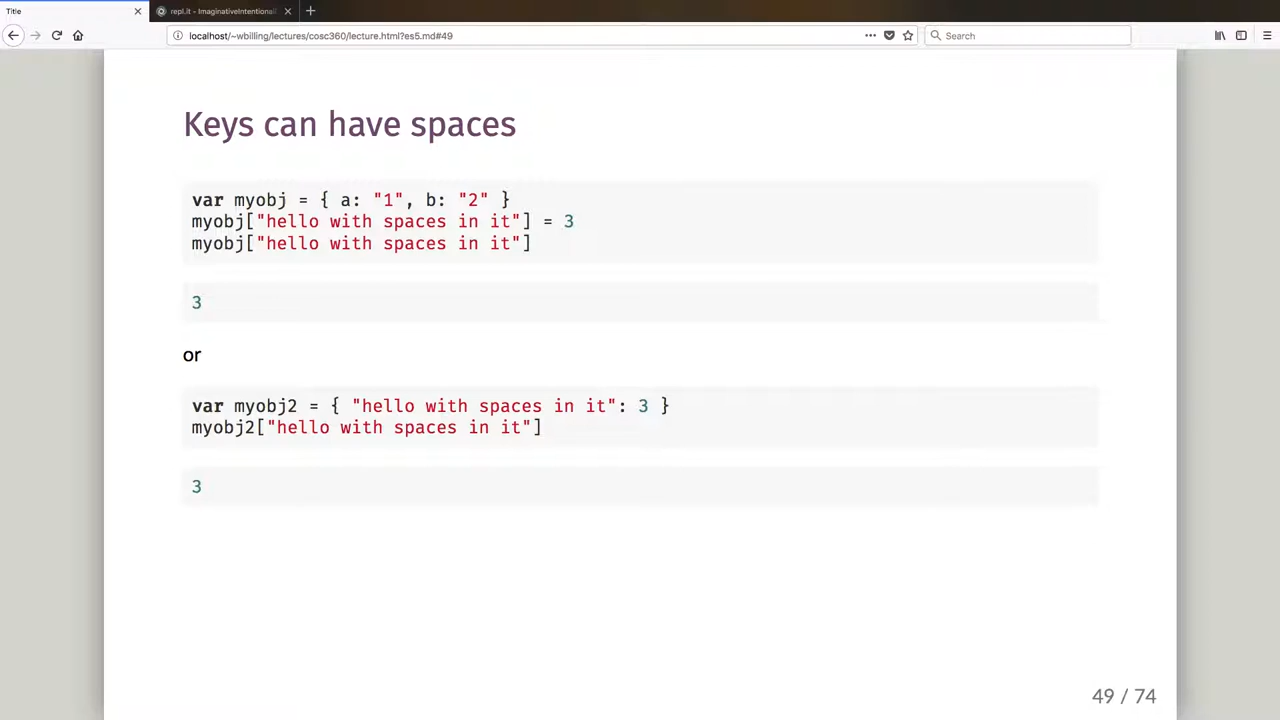 Title
repl.it - ImaginativeIntentional
localhost/~wbilling/lectures/cosc360/lecture.html?es5.md#49
Search
Keys can have spaces
var myobj = { a: "1", b: "2" }
myobj["hello with spaces in it"] = 3
myobj["hello with spaces in it"]
3
or
var myobj2 = { "hello with spaces in it": 3 }
myobj2["hello with spaces in it"]
3
49 / 74